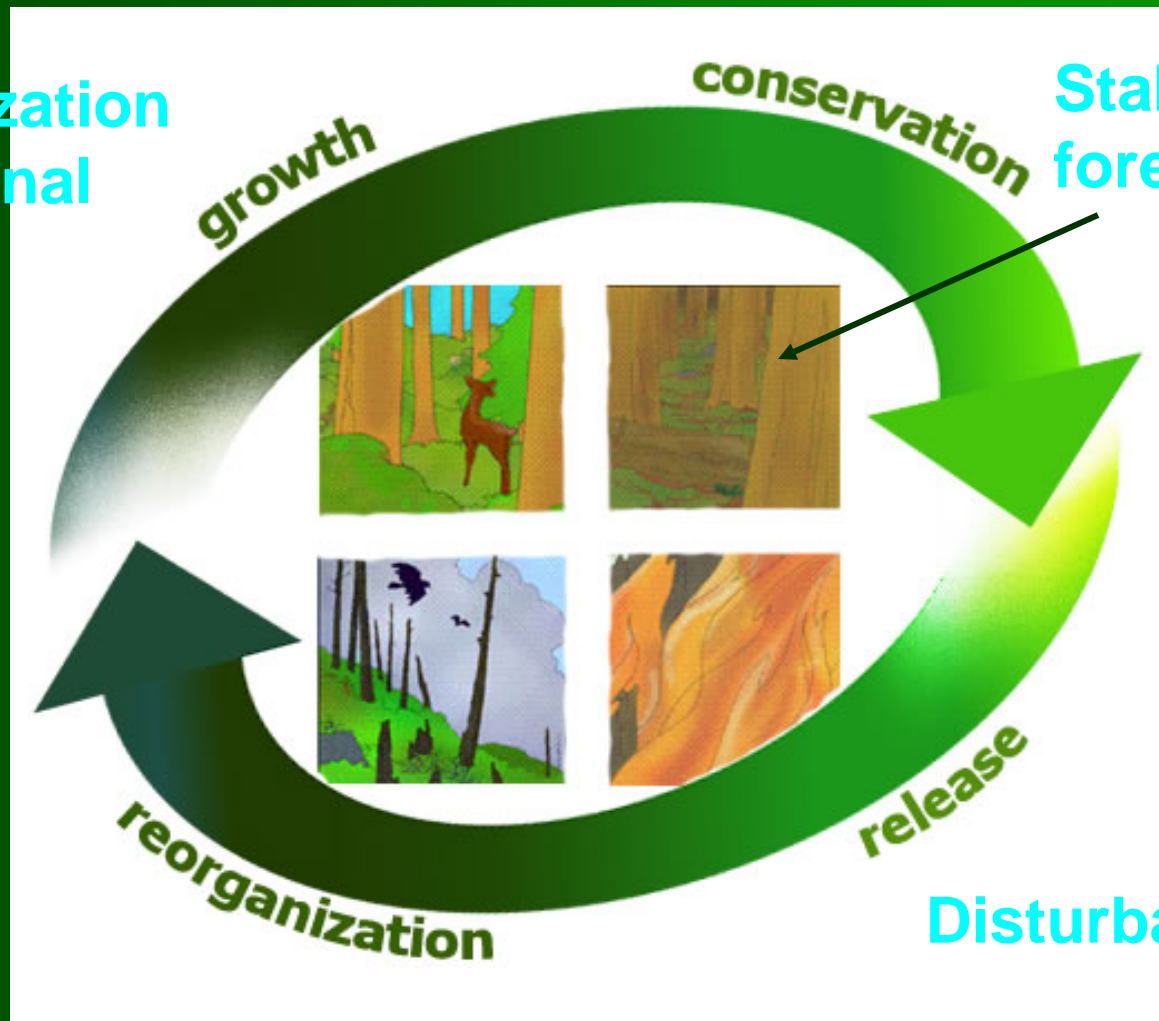 zation
nal
growth
conservation
Stal
fore
release
reorganization
Disturba